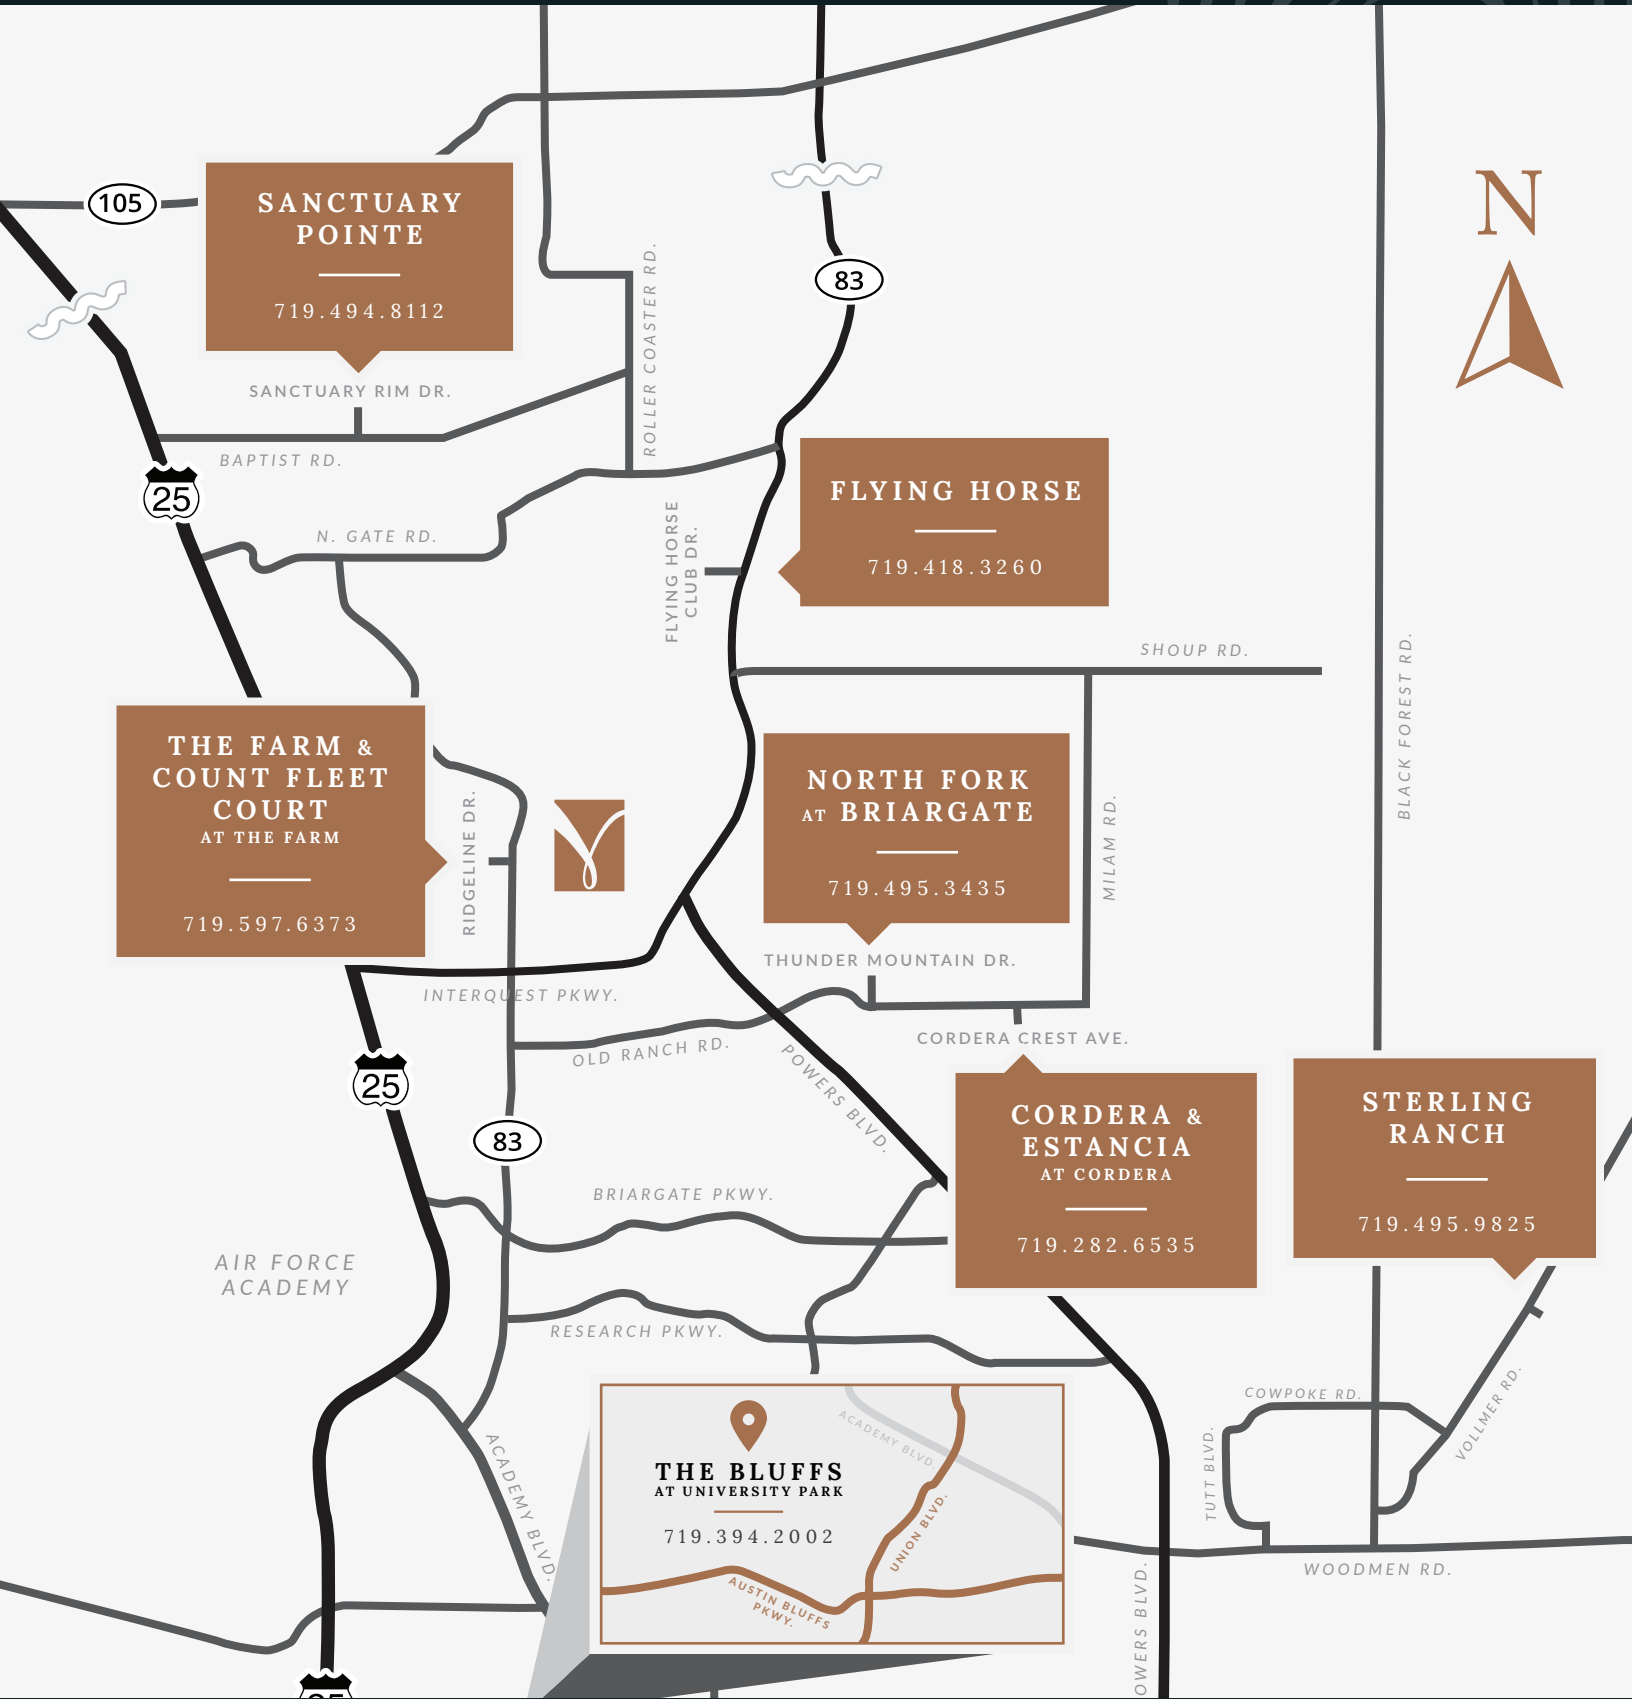 105
SANCTUARY
POINTE
719.494.8112
SANCTUARY RIM DR.
BAPTIST RD.
ROLLER COASTER RD.
83
N
25
N. GATE RD.
FLYING HORSE
719.418.3260
FLYING HORSE
CLUB DR.
SHOUP RD.
BLACK FOREST RD.
THE FARM &
COUNT FLEET
COURT
AT THE FARM
719.597.6373
RIDGELINE DR.
NORTH FORK
AT BRIARGATE
719.495.3435
MILAM RD.
THUNDER MOUNTAIN DR.
INTERQUEST PKWY.
OLD RANCH RD.
POWERS BLVD.
CORDERA CREST AVE.
25
83
CORDERA &
ESTANCIA
AT CORDERA
719.282.6535
STERLING
RANCH
719.495.9825
BRIARGATE PKWY.
AIR FORCE
ACADEMY
RESEARCH PKWY.
ACADEMY BLVD.
THE BLUFFS
AT UNIVERSITY PARK
719.394.2002
ACADEMY BLVD.
UNION BLVD.
AUSTIN BLUFFS
PKWY.
COWPOKE RD.
TUTT BLVD.
VOLLMER RD.
WOODMEN RD.
OWERS BLVD.